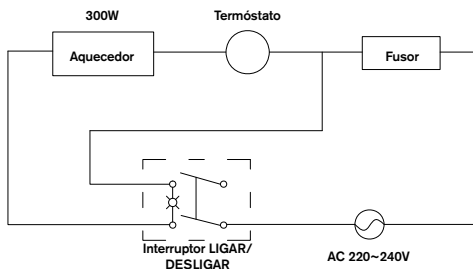 300W
Termóstato
Aquecedor
Fusor
Interruptor LIGAR/
DESLIGAR
AC 220~240V